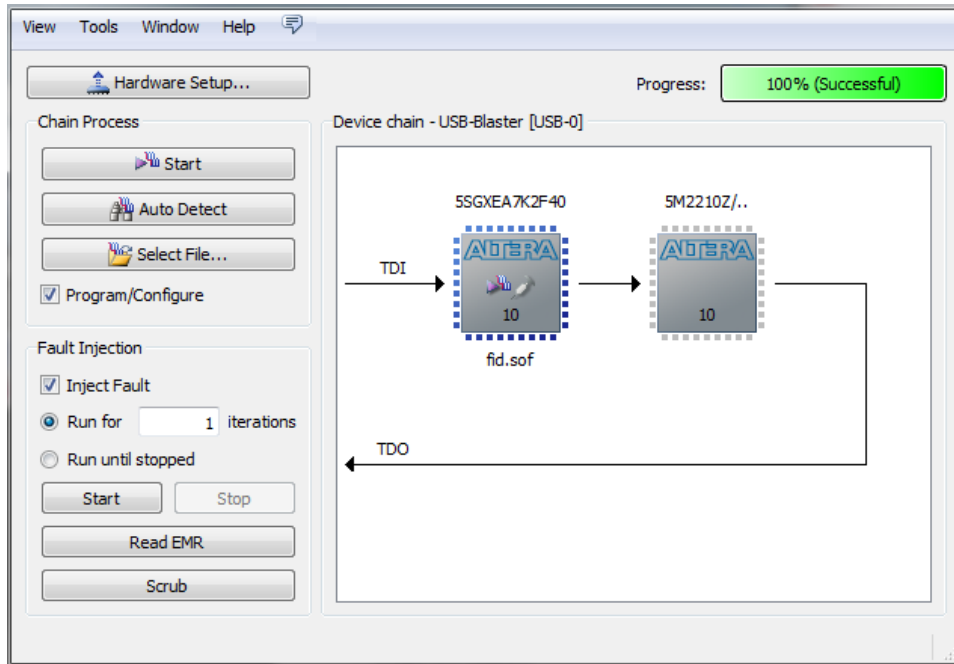 View Tools Window Help
Hardware Setup...
Progress: 100% (Successful)
Chain Process
Start
Auto Detect
Select File...
Program/Configure
Fault Injection
Inject Fault
Run for 1 iterations
Run until stopped
Start Stop
Read EMR
Scrub
Device chain - USB-Blaster [USB-0]
5SGXEA7K2F40 5M2210Z/..
ALTERA ALTERA
TDI
10 10
fid.sof
TDO